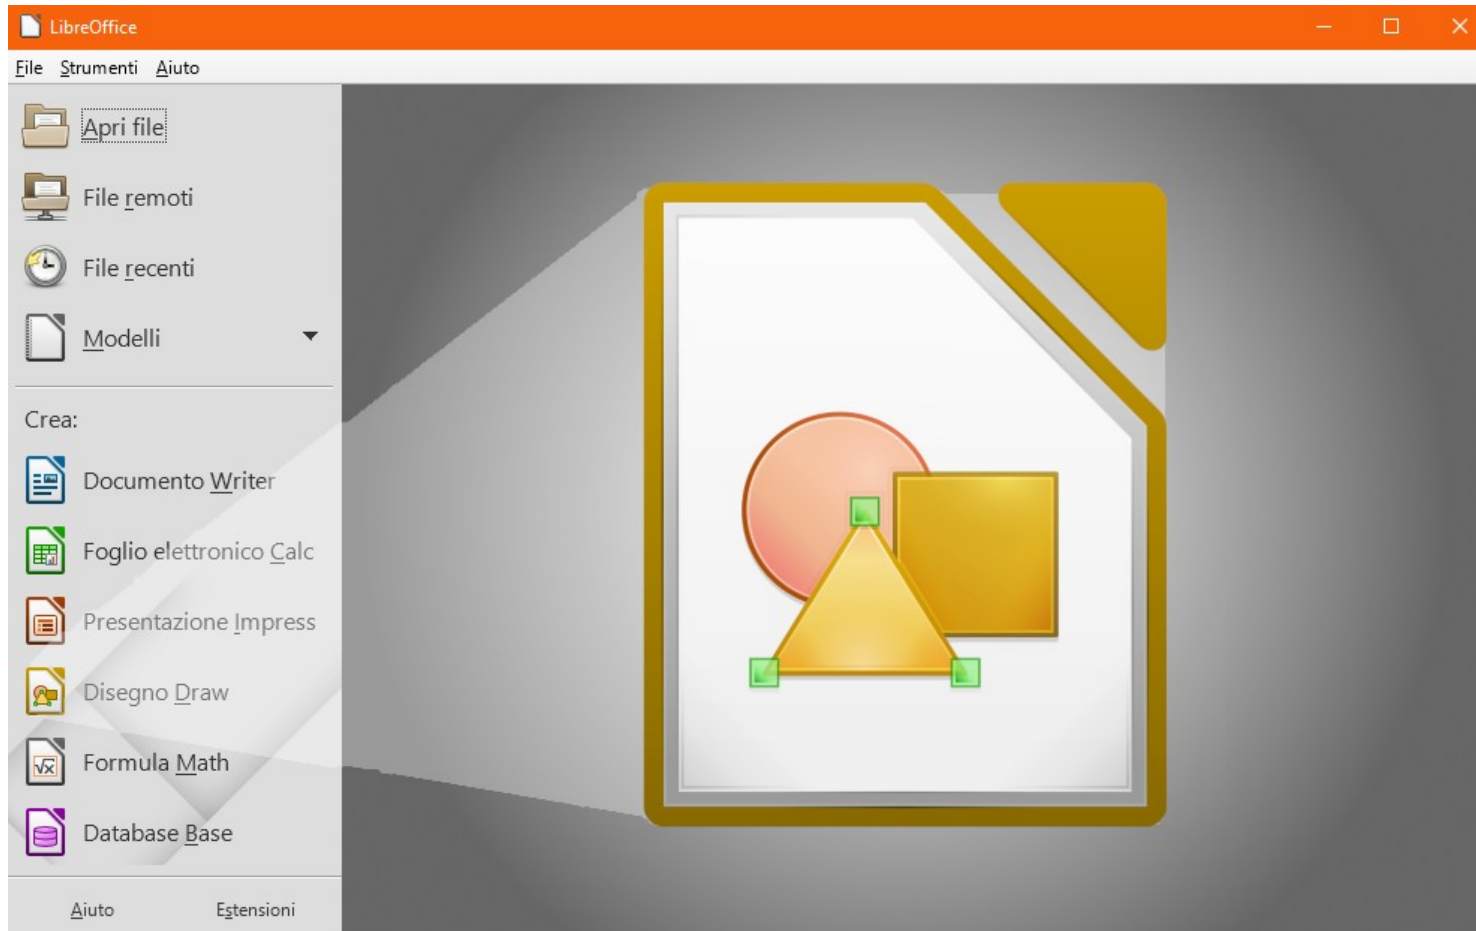 LibreOffice
File Strumenti Aiuto
Apri file
File remoti
File recenti
Modelli
Crea:
Documento Writer
Foglio elettronico Calc
Presentazione Impress
Disegno Draw
Formula Math
Database Base
Aiuto Estensioni